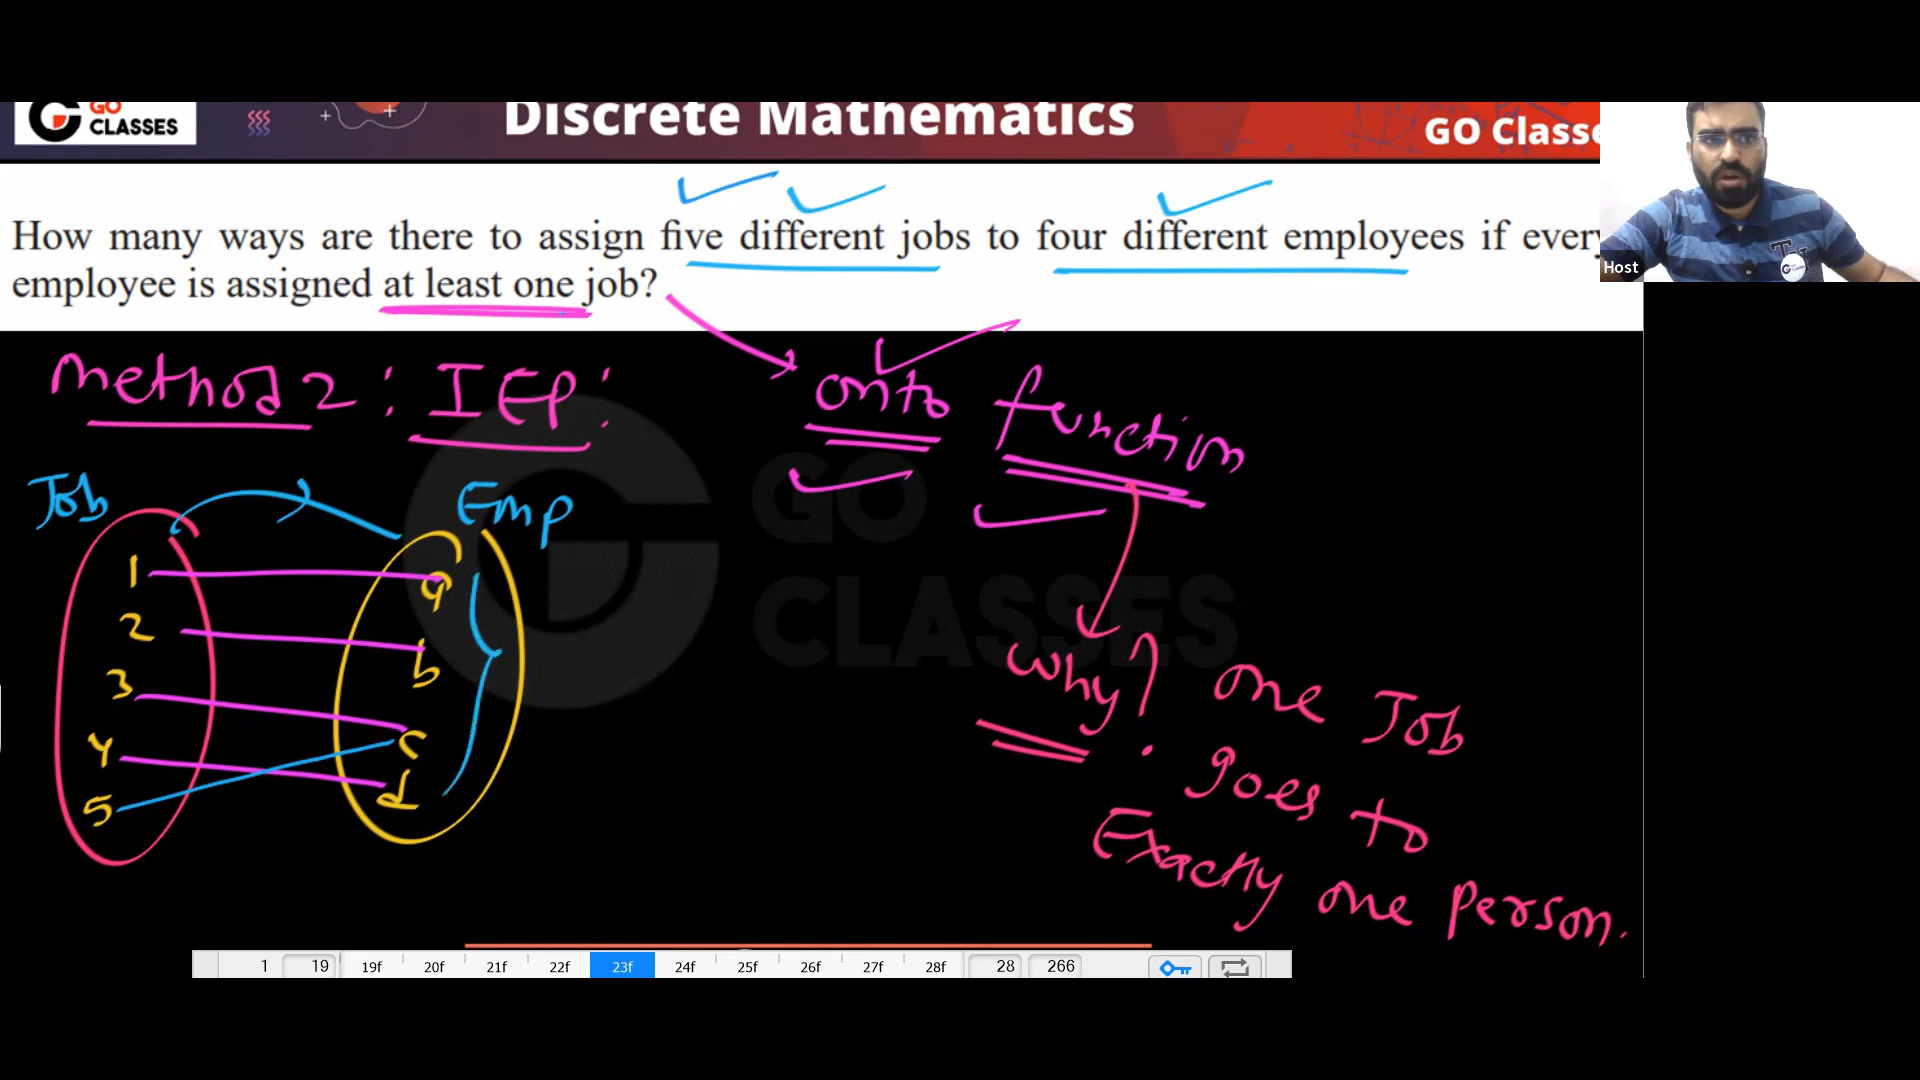 GO
CLASSES
Discrete Mathematics
GO Classe
How many ways are there to assign five different jobs to four different employees if ever
employee is assigned at least one job?
Host
Method 2 : IEP :
onto function
Job
Emp
1
a
2
b
3
c
4
d
5
GO
CLASSES
Why? one Job
goes to
Exactly one person.
1 19 19f 20f 21f 22f 23f 24f 25f 26f 27f 28f 28 266